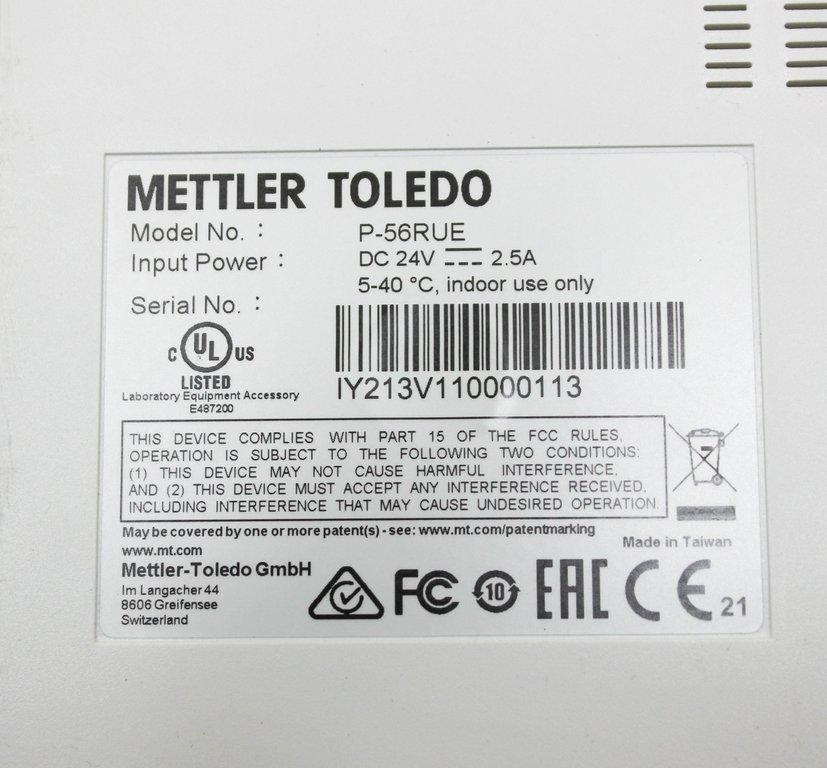 METTLER TOLEDO
Model No. : P-56RUE
Input Power : DC 24V 2.5A
5-40 °C, indoor use only
Serial No. :
IY213V110000113
C UL US
LISTED
Laboratory Equipment Accessory
E487200
THIS DEVICE COMPLIES WITH PART 15 OF THE FCC RULES,
OPERATION IS SUBJECT TO THE FOLLOWING TWO CONDITIONS:
(1) THIS DEVICE MAY NOT CAUSE HARMFUL INTERFERENCE,
AND (2) THIS DEVICE MUST ACCEPT ANY INTERFERENCE RECEIVED,
INCLUDING INTERFERENCE THAT MAY CAUSE UNDESIRED OPERATION.
May be covered by one or more patent(s) - see: www.mt.com/patentmarking
www.mt.com
Made in Taiwan
Mettler-Toledo GmbH
Im Langacher 44
8606 Greifensee
Switzerland
FC 10 EAC CE 21